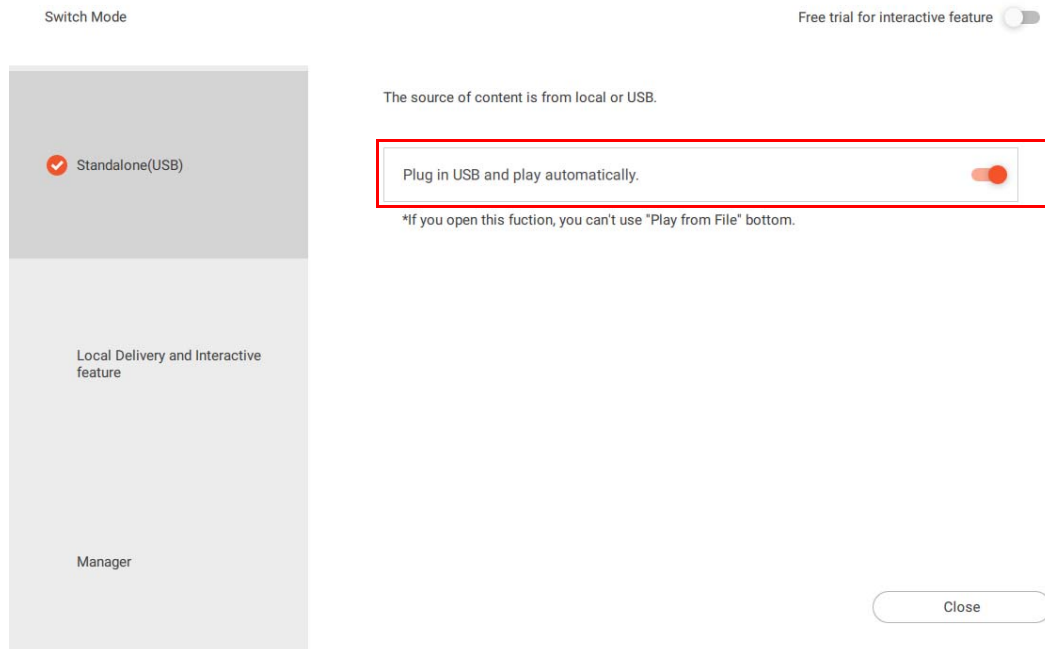 Switch Mode
Free trial for interactive feature
The source of content is from local or USB.
Standalone(USB)
Plug in USB and play automatically.
*If you open this fuction, you can't use "Play from File" bottom.
Local Delivery and Interactive
feature
Manager
Close